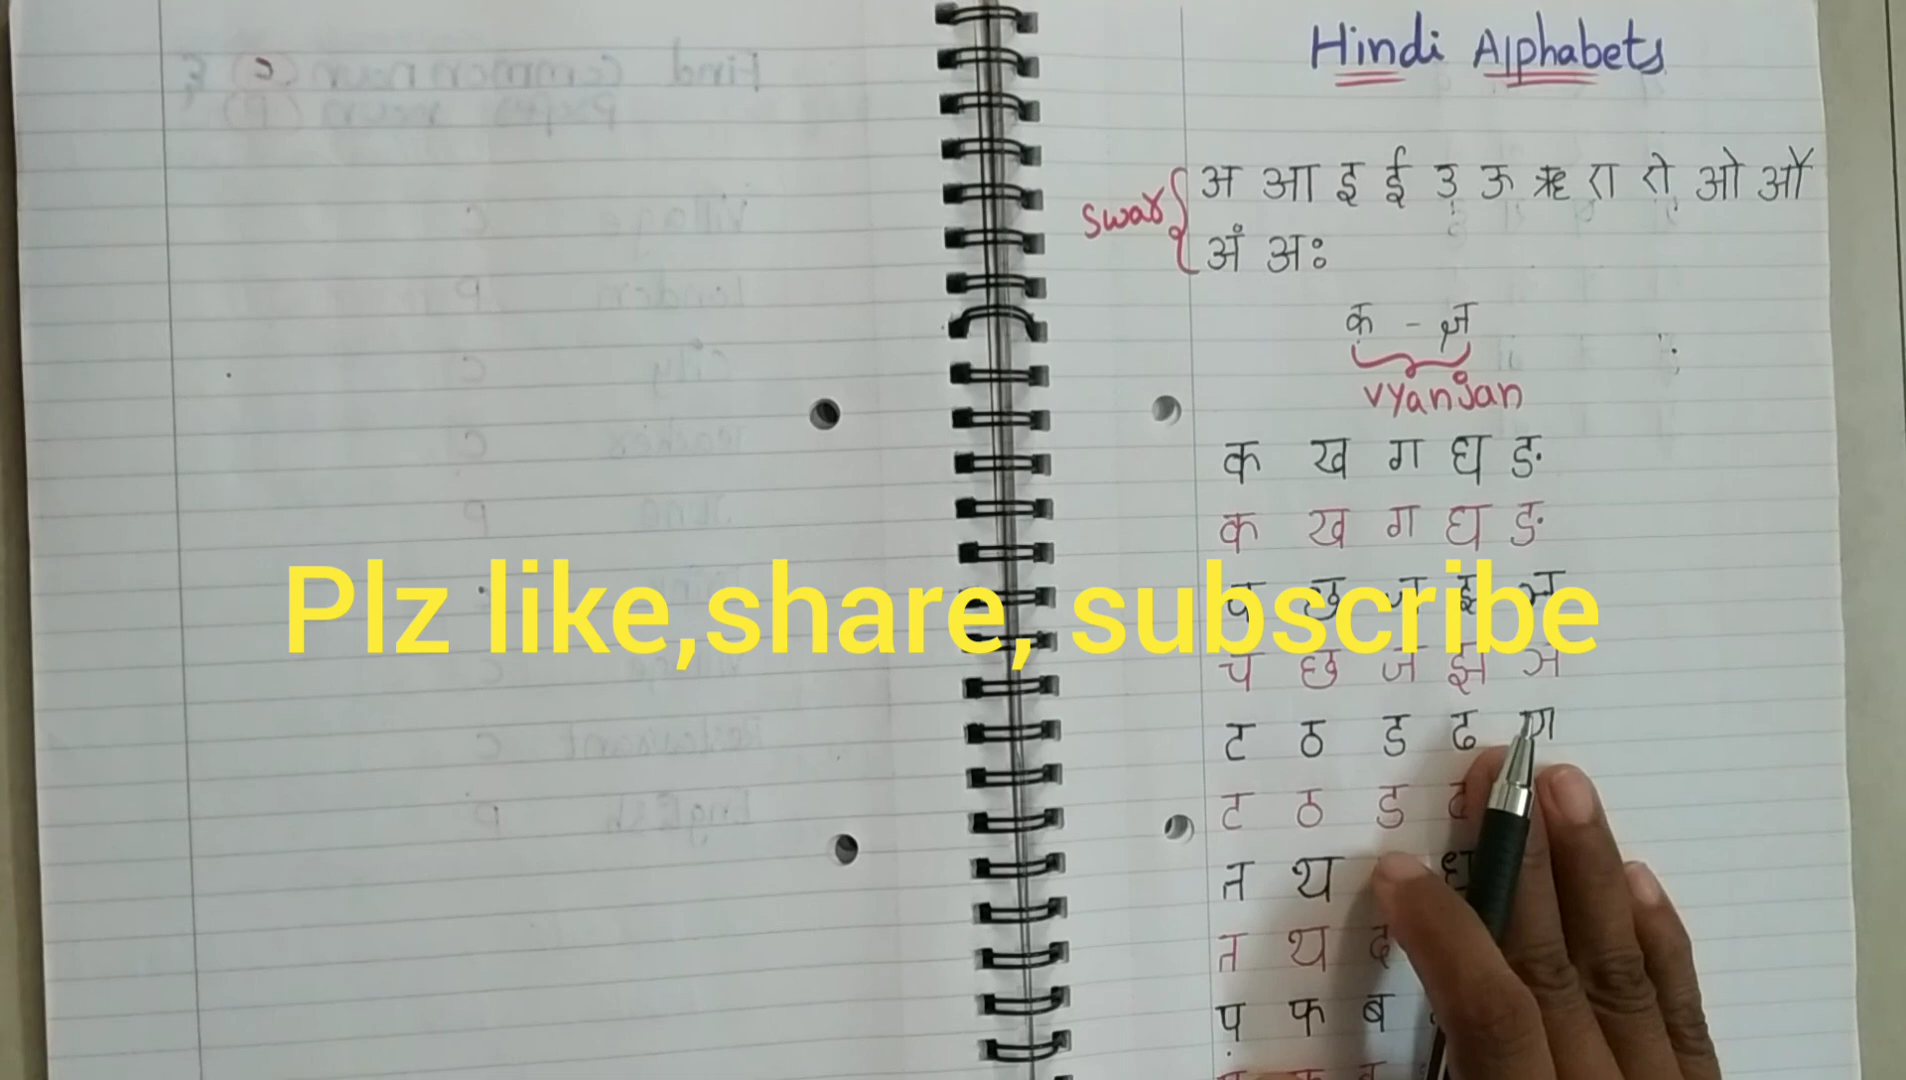 Hindi Alphabets
swar
अ आ इ ई उ ऊ ऋ ए ऐ ओ औ
अं अः
क - ज्ञ
vyanjan
क ख ग घ ङ
क ख ग घ ङ
Plz like,share, subscribe
च छ ज झ ञ
च छ ज झ ञ
ट ठ ड ढ ण
ट ठ ड ढ
त थ ध
त थ द
प फ ब